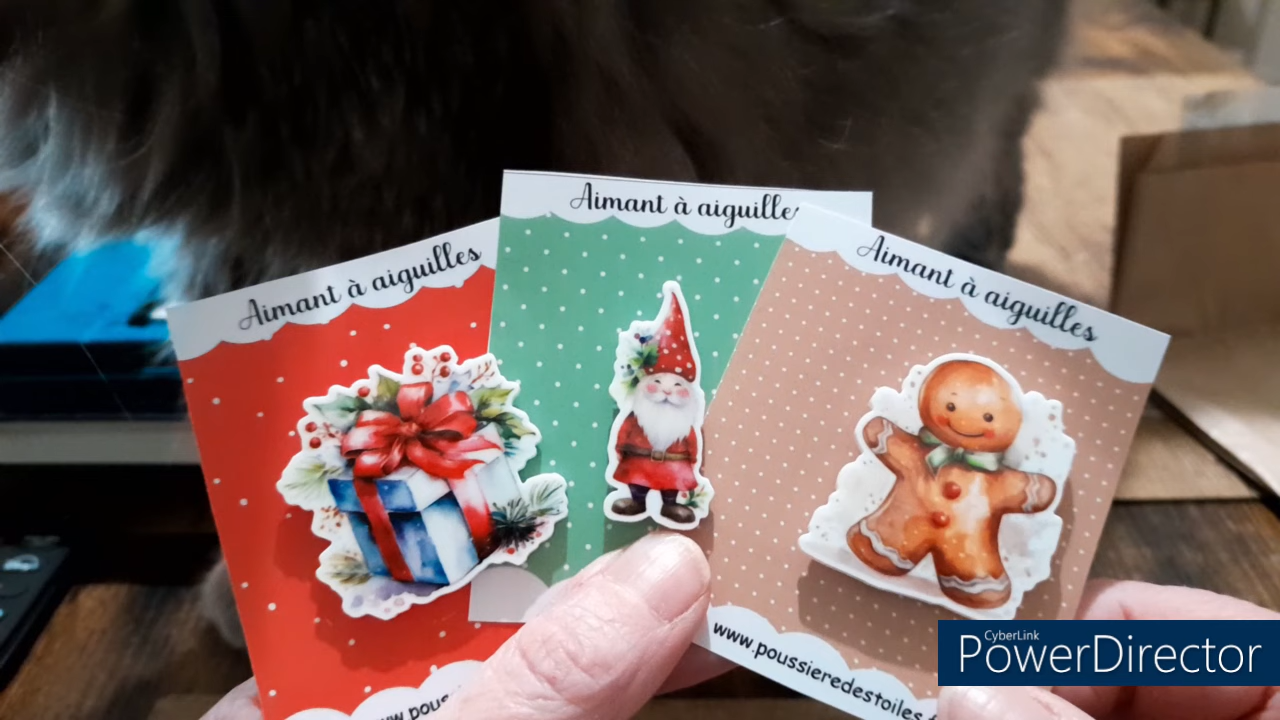 Aimant à aiguilles
Aimant à aiguilles
Aimant à aiguilles
www.poussieredestoiles.
CyberLink
PowerDirector